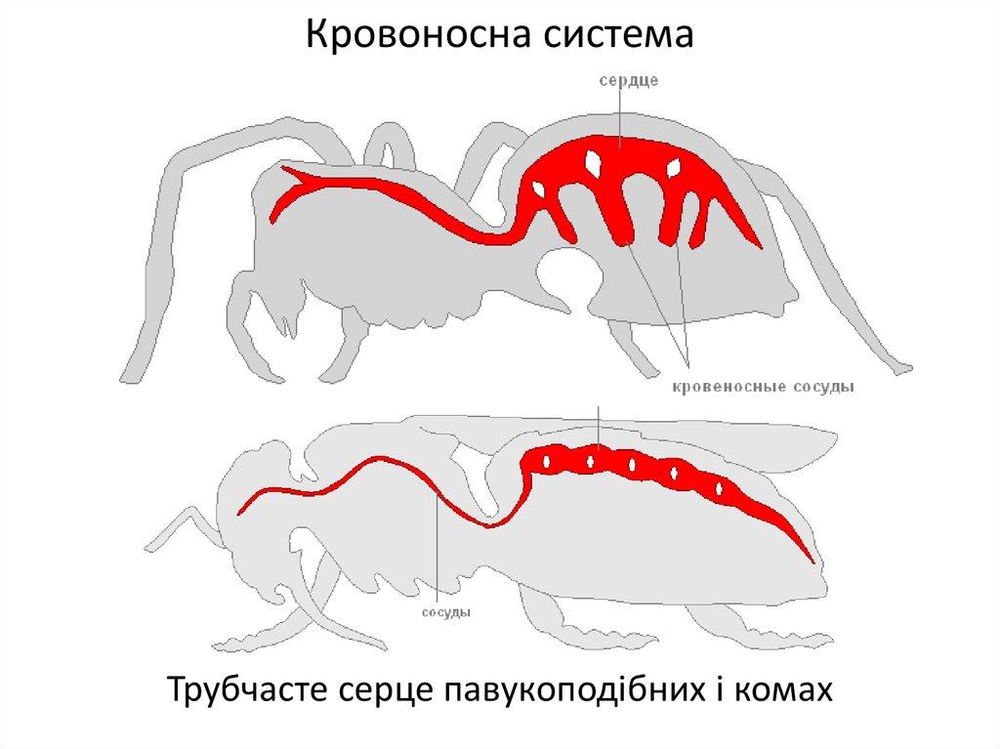 Кровоносна система
сердце
кровеносные сосуды
сосуды
Трубчасте серце павукоподібних і комах